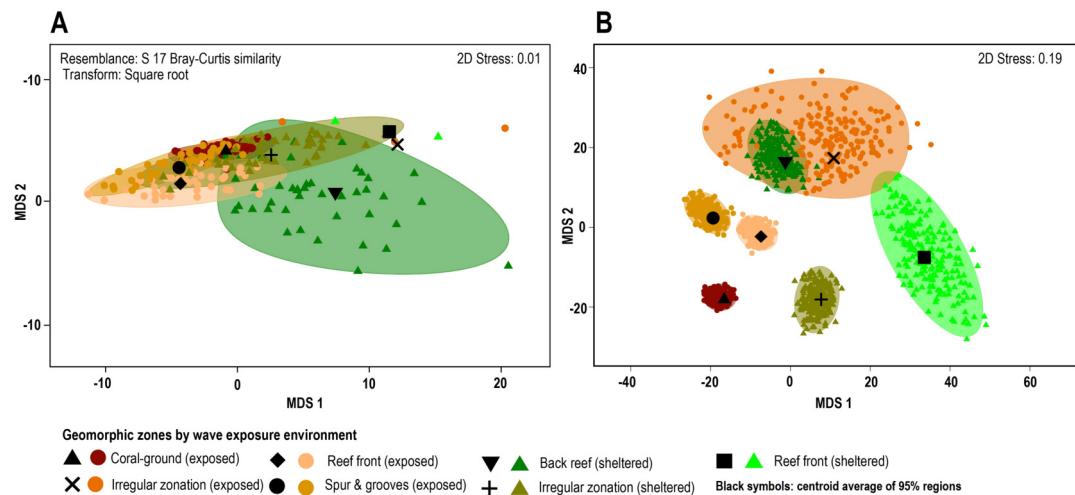 A
Resemblance: S 17 Bray-Curtis similarity
Transform: Square root
2D Stress: 0.01
-10
0
-10
MDS 2
-10
0
10
20
MDS 1
B
2D Stress: 0.19
40
20
0
-20
MDS 2
-40
-20
0
20
40
60
MDS 1
Geomorphic zones by wave exposure environment
Coral-ground (exposed)
Reef front (exposed)
Back reef (sheltered)
Reef front (sheltered)
Irregular zonation (exposed)
Spur & grooves (exposed)
Irregular zonation (sheltered)
Black symbols: centroid average of 95% regions